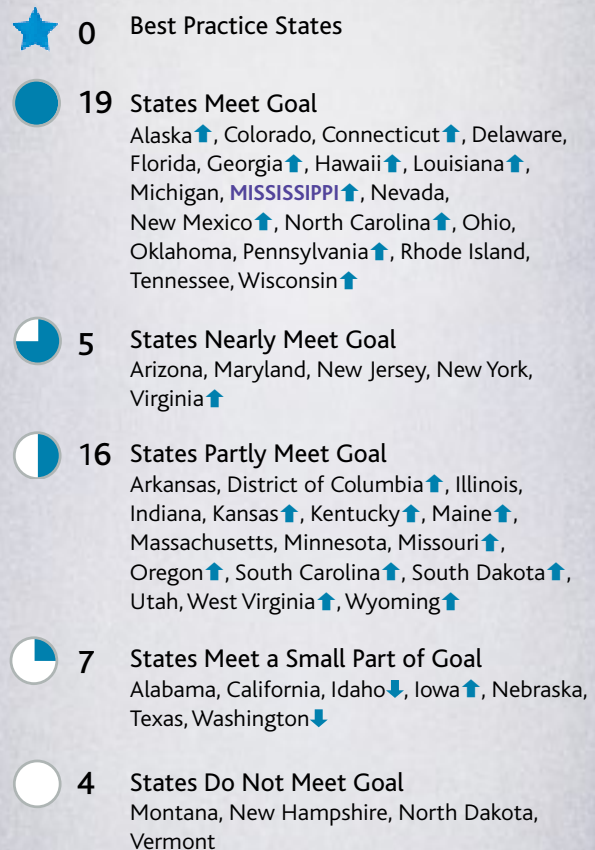 0 Best Practice States
19 States Meet Goal
Alaska⬆, Colorado, Connecticut⬆, Delaware,
Florida, Georgia⬆, Hawaii⬆, Louisiana⬆,
Michigan, MISSISSIPPI⬆, Nevada,
New Mexico⬆, North Carolina⬆, Ohio,
Oklahoma, Pennsylvania⬆, Rhode Island,
Tennessee, Wisconsin⬆
5 States Nearly Meet Goal
Arizona, Maryland, New Jersey, New York,
Virginia⬆
16 States Partly Meet Goal
Arkansas, District of Columbia⬆, Illinois,
Indiana, Kansas⬆, Kentucky⬆, Maine⬆,
Massachusetts, Minnesota, Missouri⬆,
Oregon⬆, South Carolina⬆, South Dakota⬆,
Utah, West Virginia⬆, Wyoming⬆
7 States Meet a Small Part of Goal
Alabama, California, Idaho⬇, Iowa⬆, Nebraska,
Texas, Washington⬇
4 States Do Not Meet Goal
Montana, New Hampshire, North Dakota,
Vermont